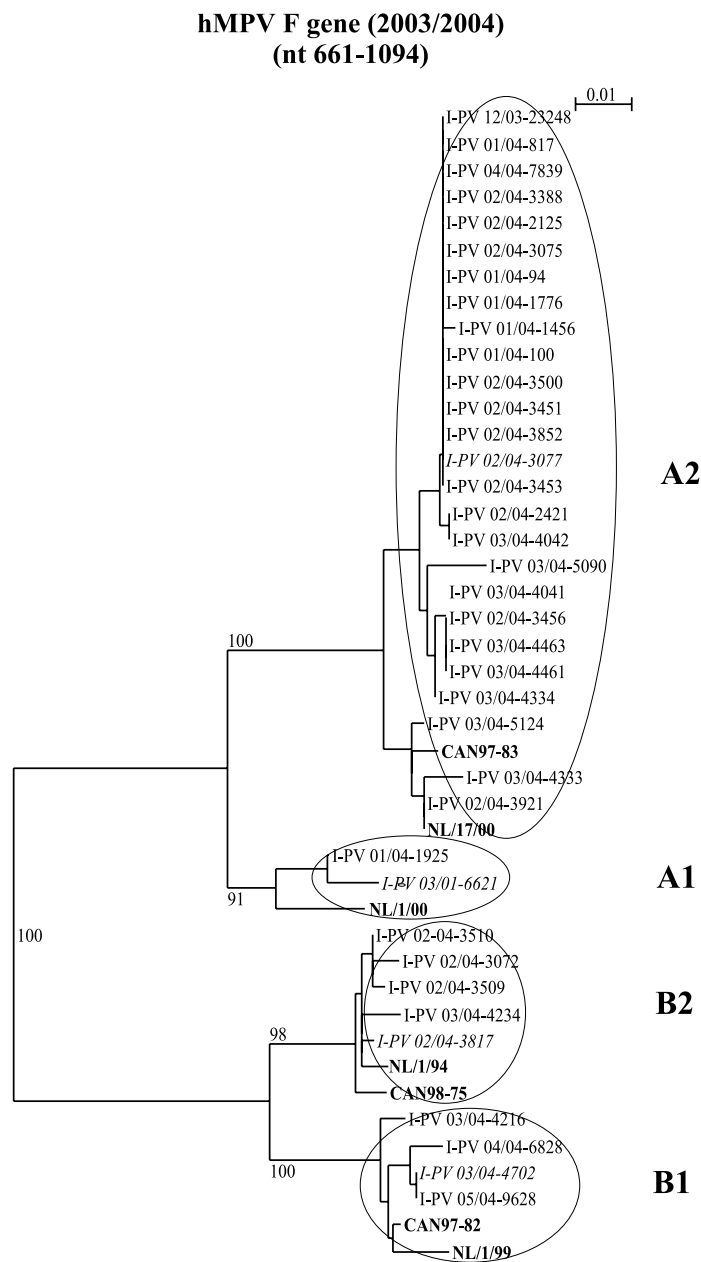 hMPV F gene (2003/2004)
(nt 661-1094)
0.01
I-PV 12/03-23248
I-PV 01/04-817
I-PV 04/04-7839
I-PV 02/04-3388
I-PV 02/04-2125
I-PV 02/04-3075
I-PV 01/04-94
I-PV 01/04-1776
I-PV 01/04-1456
I-PV 01/04-100
I-PV 02/04-3500
I-PV 02/04-3451
I-PV 02/04-3852
I-PV 02/04-3077
I-PV 02/04-3453
A2
I-PV 02/04-2421
I-PV 03/04-4042
I-PV 03/04-5090
I-PV 03/04-4041
I-PV 02/04-3456
I-PV 03/04-4463
100
I-PV 03/04-4461
I-PV 03/04-4334
I-PV 03/04-5124
CAN97-83
I-PV 03/04-4333
I-PV 02/04-3921
NL/17/00
I-PV 01/04-1925
I-PV 03/01-6621
A1
91
NL/1/00
100
I-PV 02-04-3510
I-PV 02/04-3072
I-PV 02/04-3509
B2
I-PV 03/04-4234
98
I-PV 02/04-3817
NL/1/94
CAN98-75
I-PV 03/04-4216
I-PV 04/04-6828
100
I-PV 03/04-4702
B1
I-PV 05/04-9628
CAN97-82
NL/1/99